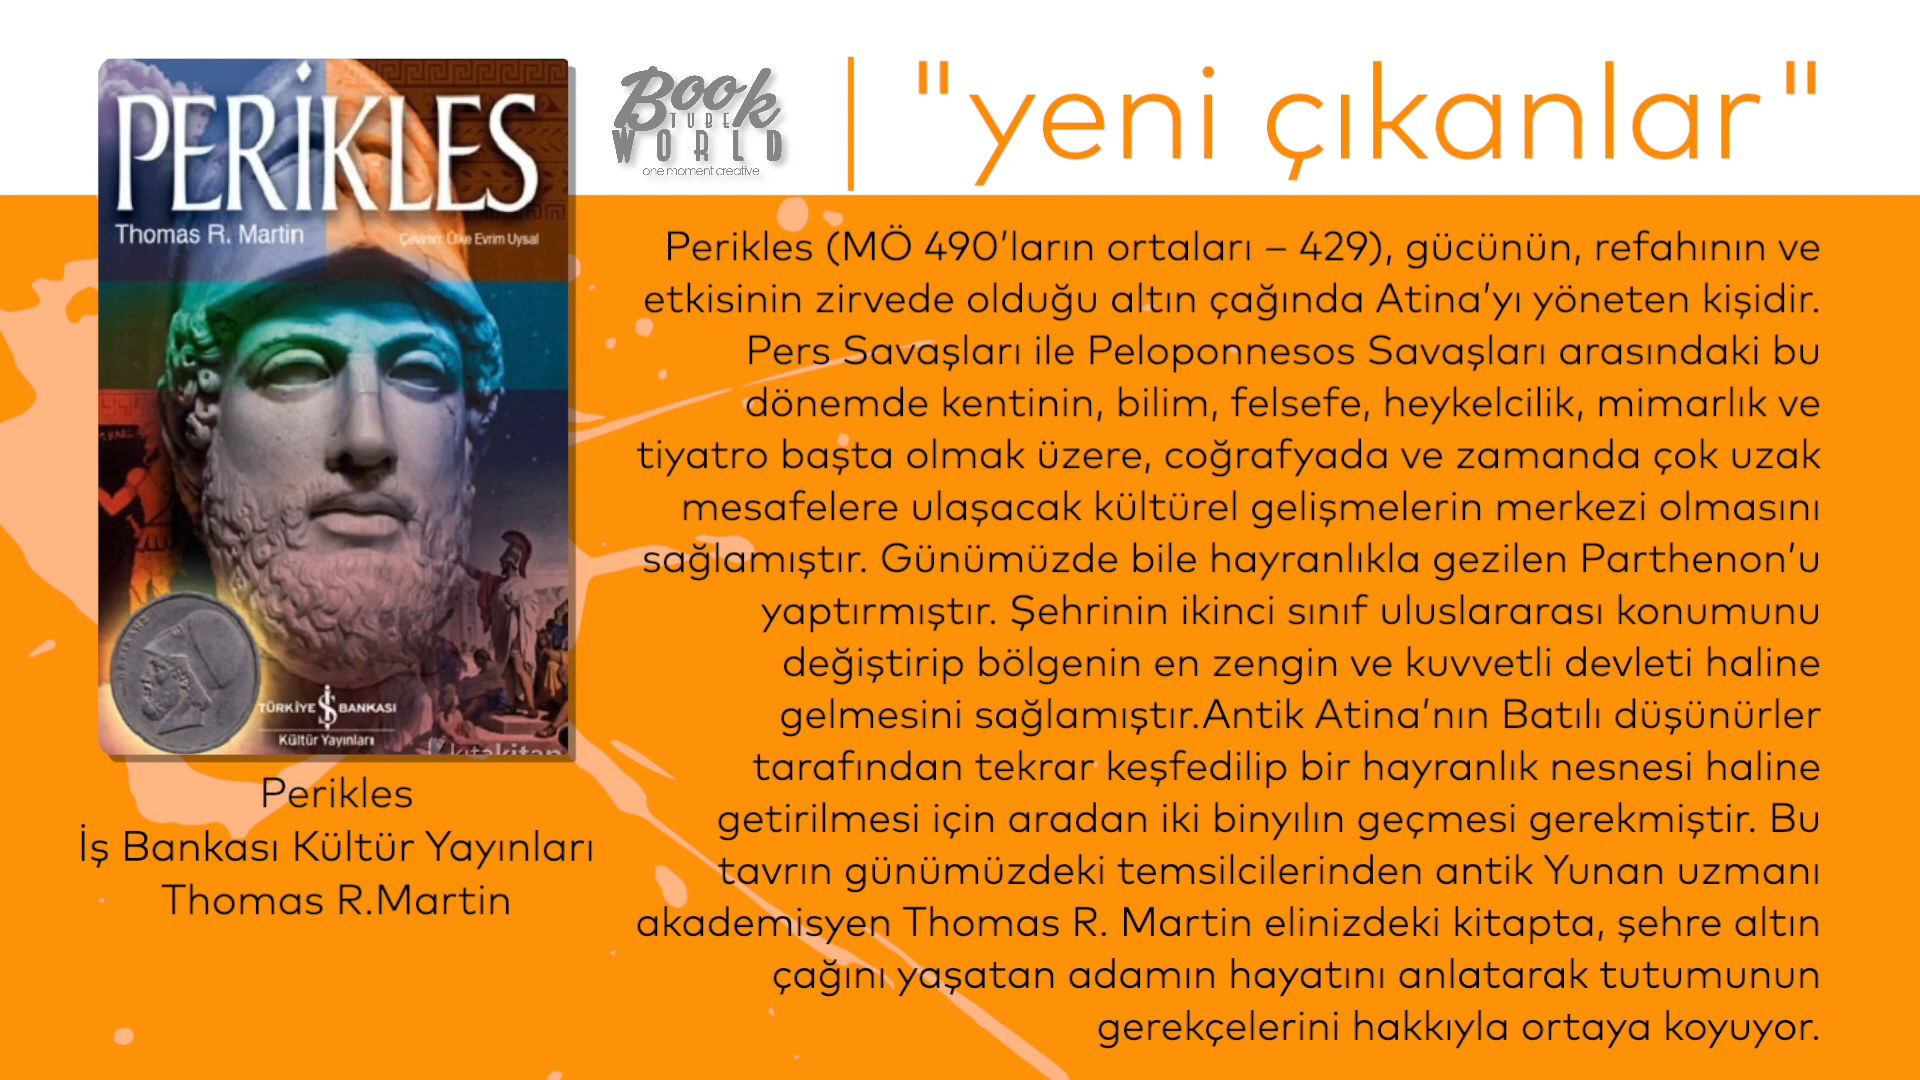 PERİKLES
Thomas R. Martin
Çeviren: Ülke Evrim Uysal
TÜRKİYE İŞ BANKASI
Kültür Yayınları
kitakitap
Book
TUBE
WORLD
one moment creative
"yeni çıkanlar"
Perikles
İş Bankası Kültür Yayınları
Thomas R.Martin
Perikles (MÖ 490’ların ortaları – 429), gücünün, refahının ve
etkisinin zirvede olduğu altın çağında Atina’yı yöneten kişidir.
Pers Savaşları ile Peloponnesos Savaşları arasındaki bu
dönemde kentinin, bilim, felsefe, heykelcilik, mimarlık ve
tiyatro başta olmak üzere, coğrafyada ve zamanda çok uzak
mesafelere ulaşacak kültürel gelişmelerin merkezi olmasını
sağlamıştır. Günümüzde bile hayranlıkla gezilen Parthenon’u
yaptırmıştır. Şehrinin ikinci sınıf uluslararası konumunu
değiştirip bölgenin en zengin ve kuvvetli devleti haline
gelmesini sağlamıştır.Antik Atina’nın Batılı düşünürler
tarafından tekrar keşfedilip bir hayranlık nesnesi haline
getirilmesi için aradan iki binyılın geçmesi gerekmiştir. Bu
tavrın günümüzdeki temsilcilerinden antik Yunan uzmanı
akademisyen Thomas R. Martin elinizdeki kitapta, şehre altın
çağını yaşatan adamın hayatını anlatarak tutumunun
gerekçelerini hakkıyla ortaya koyuyor.